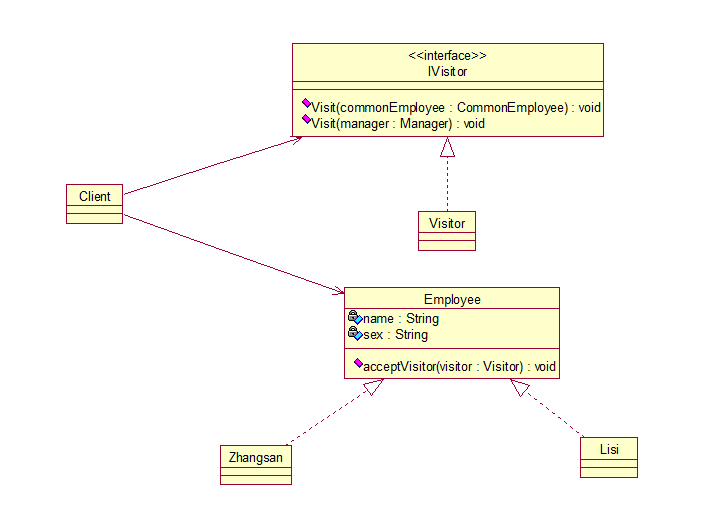 <<interface>>
IVisitor
Visit(commonEmployee : CommonEmployee) : void
Visit(manager : Manager) : void
Client
Visitor
Employee
name : String
sex : String
acceptVisitor(visitor : Visitor) : void
Zhangsan
Lisi